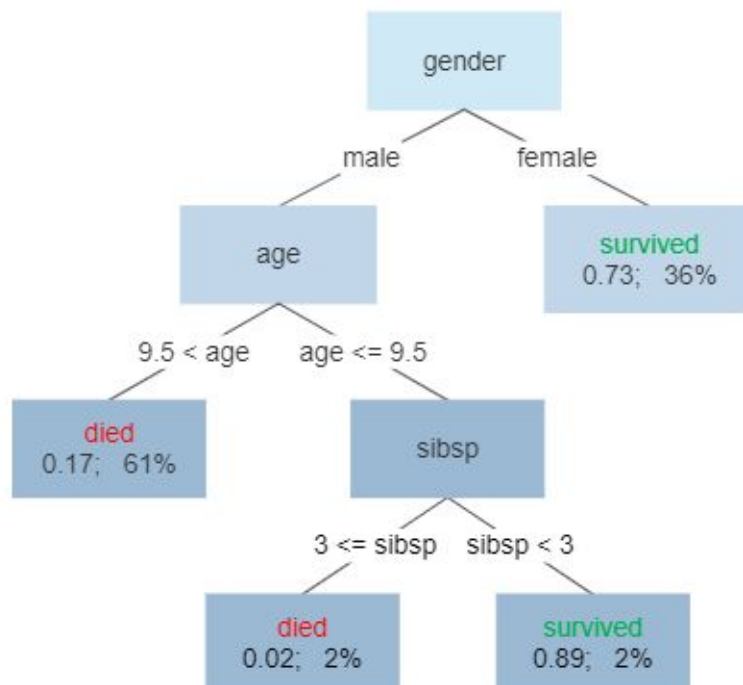 gender
male
female
age
survived
0.73; 36%
9.5 < age
age <= 9.5
died
0.17; 61%
sibsp
3 <= sibsp
sibsp < 3
died
0.02; 2%
survived
0.89; 2%